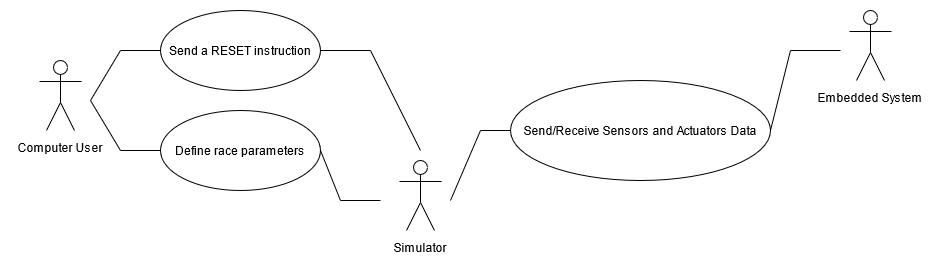 Send a RESET instruction
Computer User
Define race parameters
Simulator
Send/Receive Sensors and Actuators Data
Embedded System